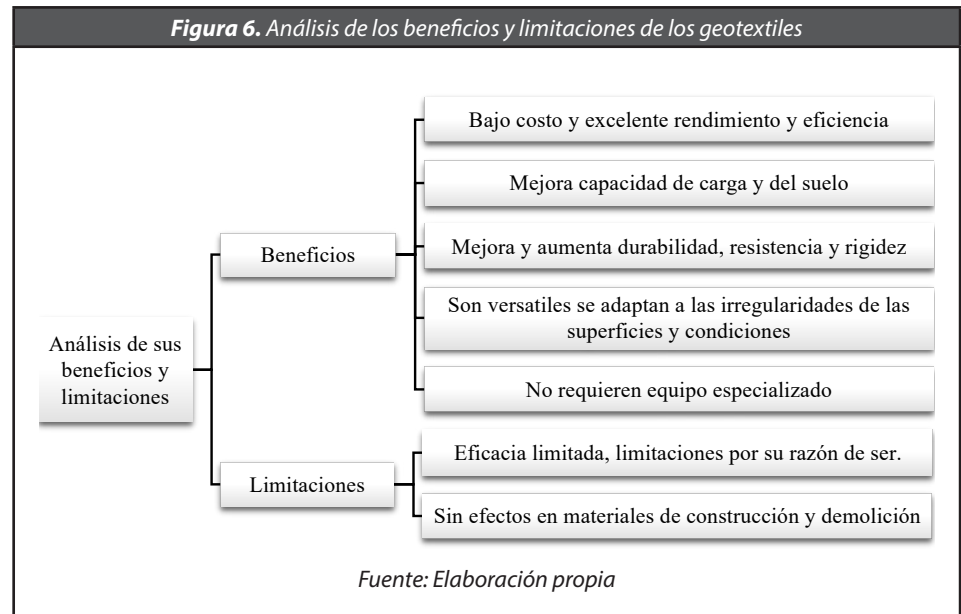 Figura 6. Análisis de los beneficios y limitaciones de los geotextiles
Análisis de sus
beneficios y
limitaciones
Beneficios
Bajo costo y excelente rendimiento y eficiencia
Mejora capacidad de carga y del suelo
Mejora y aumenta durabilidad, resistencia y rigidez
Son versatiles se adaptan a las irregularidades de las
superficies y condiciones
No requieren equipo especializado
Limitaciones
Eficacia limitada, limitaciones por su razón de ser.
Sin efectos en materiales de construcción y demolición
Fuente: Elaboración propia